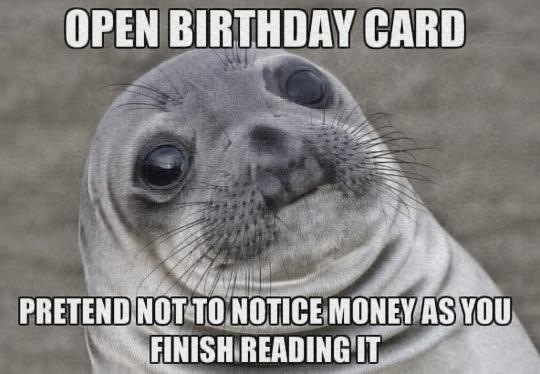 OPEN BIRTHDAY CARD
PRETEND NOT TO NOTICE MONEY AS YOU
FINISH READING IT